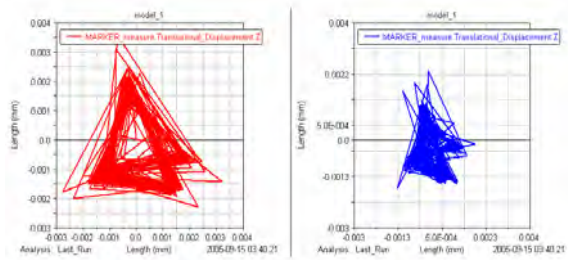 model_1
0.004
MARKER_measure.Translational_Displacement.Z
0.003
0.002
0.001
0.0
-0.001
-0.002
-0.003
Length (mm)
-0.003 -0.002 -0.001 0.0 0.001 0.002 0.003 0.004
Analysis: Last_Run Length (mm) 2005-09-15 03:40:21
model_1
0.004
MARKER_measure.Translational_Displacement.Z
0.0022
5.0E-004
-0.0013
-0.003
Length (mm)
-0.003 -0.0013 5.0E-004 0.0023 0.004
Analysis: Last_Run Length (mm) 2005-09-15 03:40:21